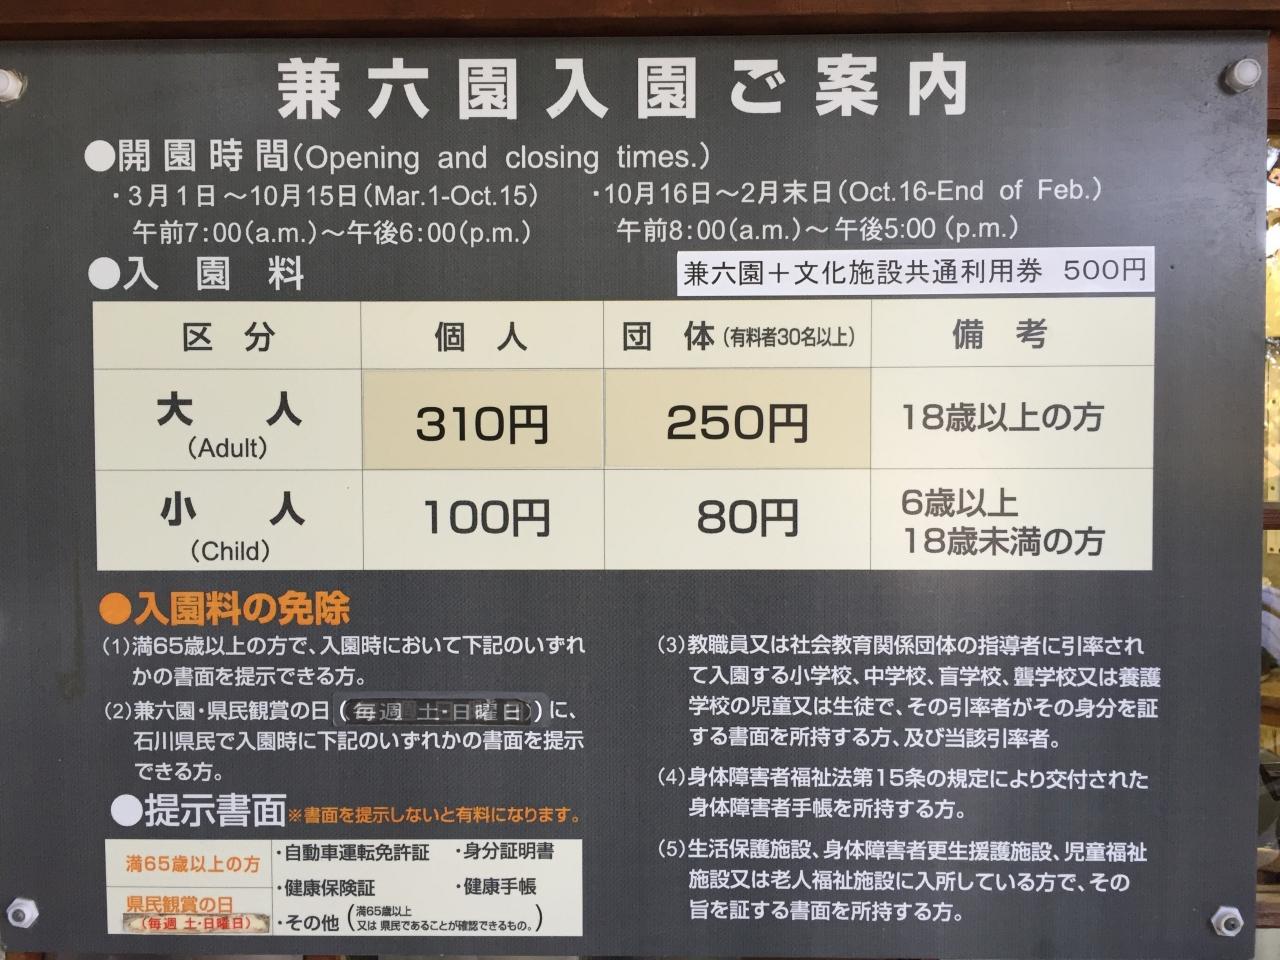 兼六園入園ご案内
●開園時間(Opening and closing times.)
・3月1日～10月15日(Mar.1-Oct.15)
午前7:00(a.m.)～午後6:00(p.m.)
・10月16日～2月末日(Oct.16-End of Feb.)
午前8:00(a.m.)～午後5:00(p.m.)
●入園料
兼六園＋文化施設共通利用券 500円
区分 個人 団体(有料者30名以上) 備考
大人 310円 250円 18歳以上の方
(Adult)
小人 100円 80円 6歳以上
(Child) 18歳未満の方
●入園料の免除
(1)満65歳以上の方で、入園時において下記のいずれ
かの書面を提示できる方。
(2)兼六園・県民観賞の日(毎週 土・日曜日)に、
石川県民で入園時に下記のいずれかの書面を提示
できる方。
●提示書面※書面を提示しないと有料になります。
満65歳以上の方
県民観賞の日
(毎週 土・日曜日)
・自動車運転免許証 ・身分証明書
・健康保険証 ・健康手帳
・その他(満65歳以上
又は 県民であることが確認できるもの。)
(3)教職員又は社会教育関係団体の指導者に引率され
て入園する小学校、中学校、盲学校、聾学校又は養護
学校の児童又は生徒で、その引率者がその身分を証
する書面を所持する方、及び当該引率者。
(4)身体障害者福祉法第15条の規定により交付された
身体障害者手帳を所持する方。
(5)生活保護施設、身体障害者更生援護施設、児童福祉
施設又は老人福祉施設に入所している方で、その
旨を証する書面を所持する方。